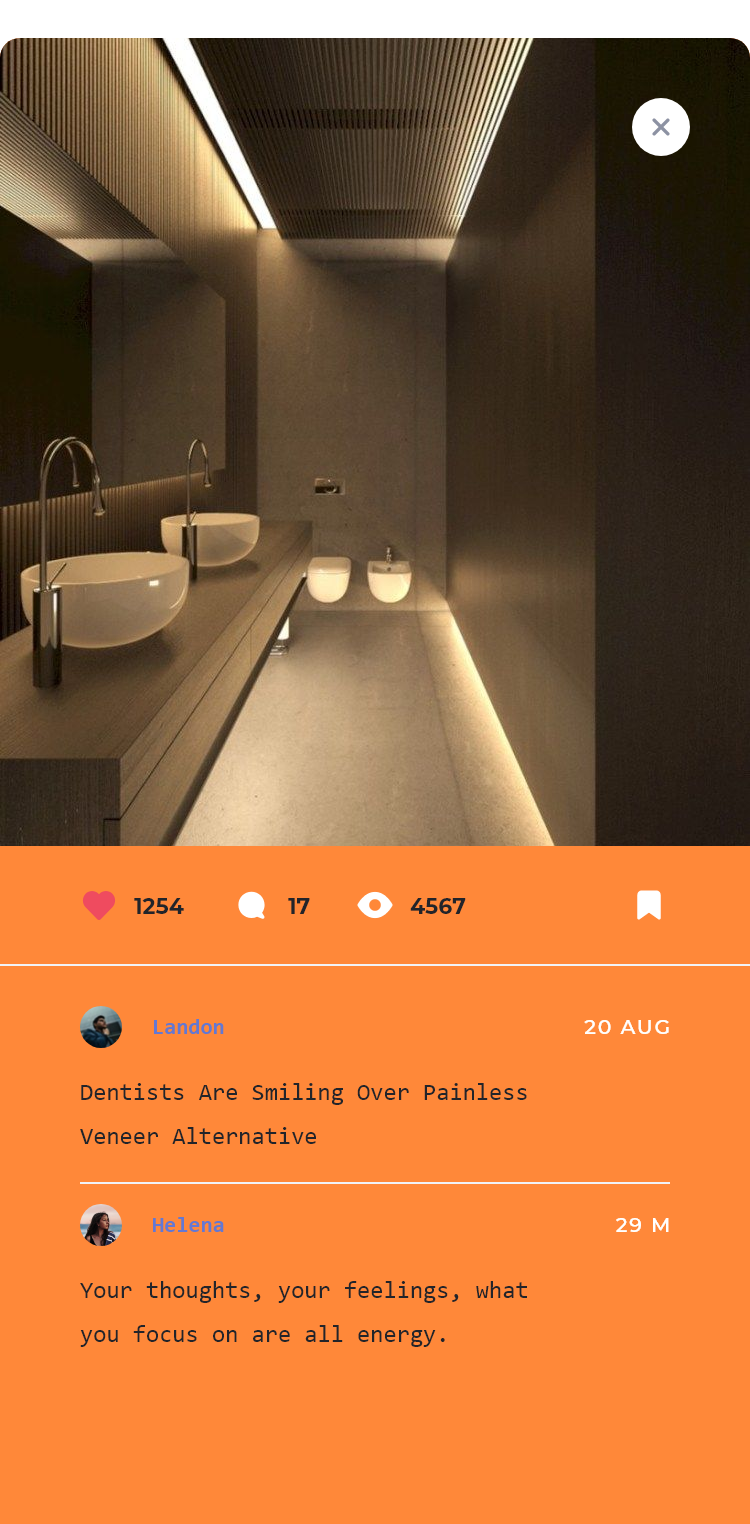 1254 17 4567
Landon 20 AUG
Dentists Are Smiling Over Painless
Veneer Alternative
Helena 29 M
Your thoughts, your feelings, what
you focus on are all energy.